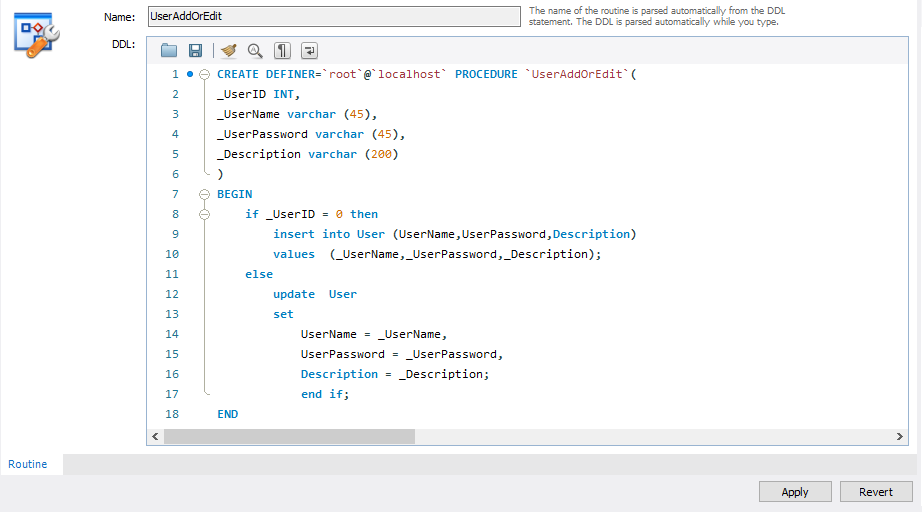 Name: UserAddOrEdit The name of the routine is parsed automatically from the DDL
statement. The DDL is parsed automatically while you type.
DDL:
1 CREATE DEFINER=`root`@`localhost` PROCEDURE `UserAddOrEdit`(
2 _UserID INT,
3 _UserName varchar (45),
4 _UserPassword varchar (45),
5 _Description varchar (200)
6 )
7 BEGIN
8 if _UserID = 0 then
9 insert into User (UserName,UserPassword,Description)
10 values  (_UserName,_UserPassword,_Description);
11 else
12 update  User
13 set
14 UserName = _UserName,
15 UserPassword = _UserPassword,
16 Description = _Description;
17 end if;
18 END
Routine
Apply Revert